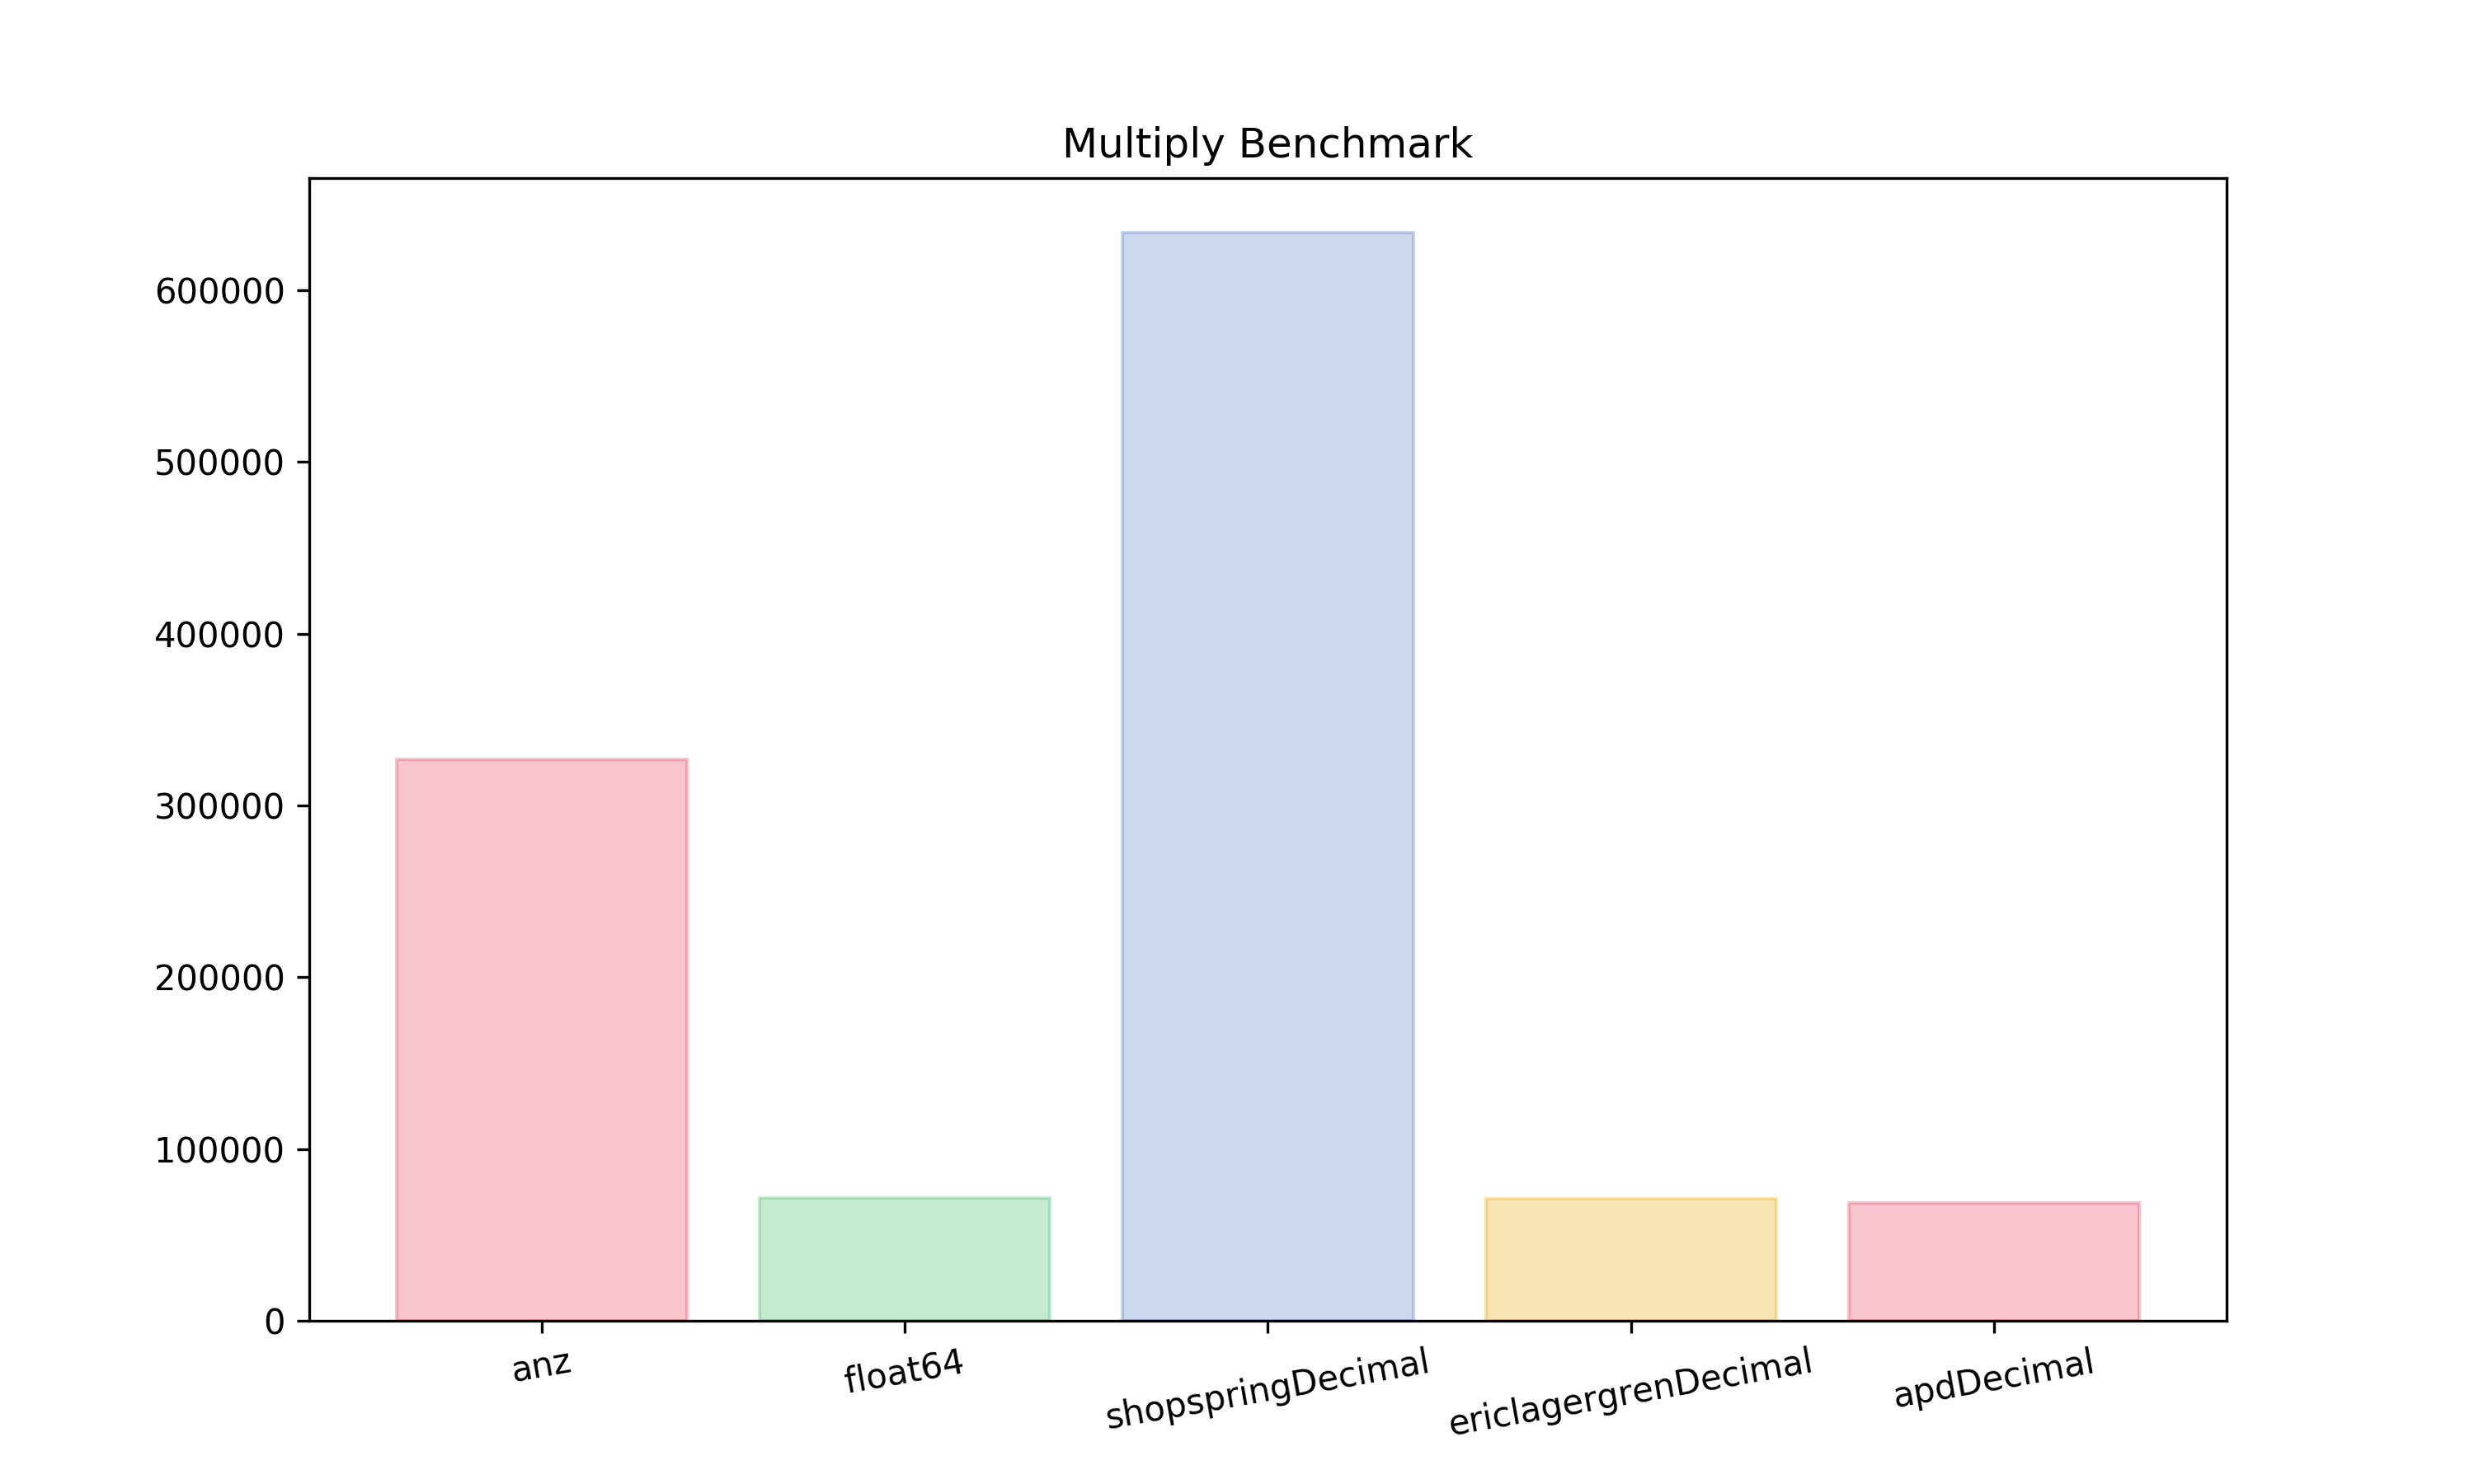 Multiply Benchmark
600000
500000
400000
300000
200000
100000
0
anz
float64
shopspringDecimal
ericlagergrenDecimal
apdDecimal